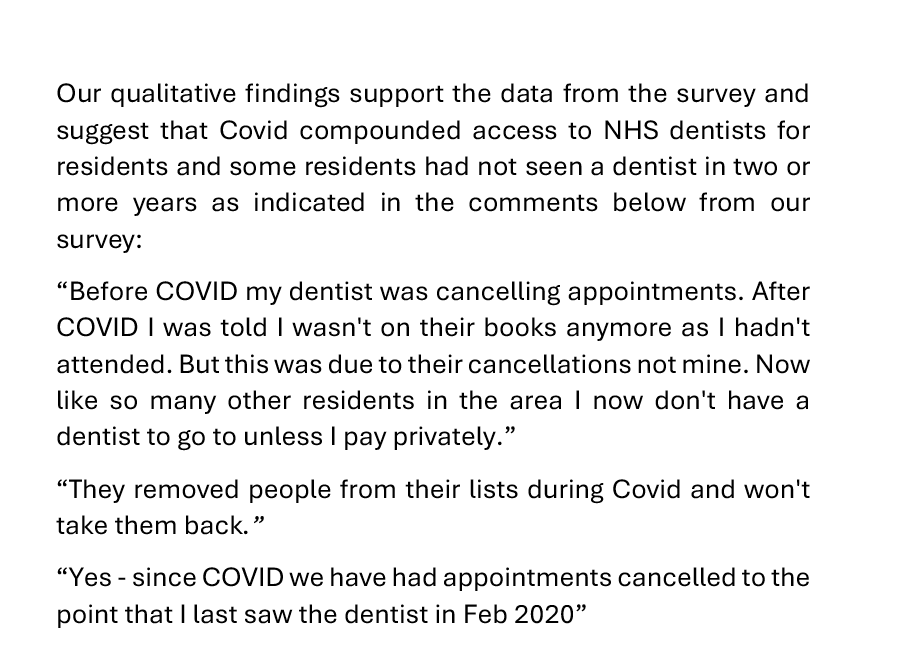 Our qualitative findings support the data from the survey and
suggest that Covid compounded access to NHS dentists for
residents and some residents had not seen a dentist in two or
more years as indicated in the comments below from our
survey:
“Before COVID my dentist was cancelling appointments. After
COVID I was told I wasn't on their books anymore as I hadn't
attended. But this was due to their cancellations not mine. Now
like so many other residents in the area I now don't have a
dentist to go to unless I pay privately.”
“They removed people from their lists during Covid and won't
take them back.”
“Yes - since COVID we have had appointments cancelled to the
point that I last saw the dentist in Feb 2020”